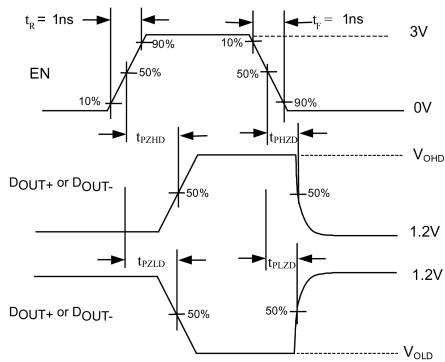 tR = 1ns
tF = 1ns
3V
90%
10%
EN
50%
50%
10%
90%
0V
tPZHD
tPHZD
VOHD
DOUT+ or DOUT-
50%
50%
1.2V
tPZLD
tPLZD
1.2V
DOUT+ or DOUT-
50%
50%
VOLD